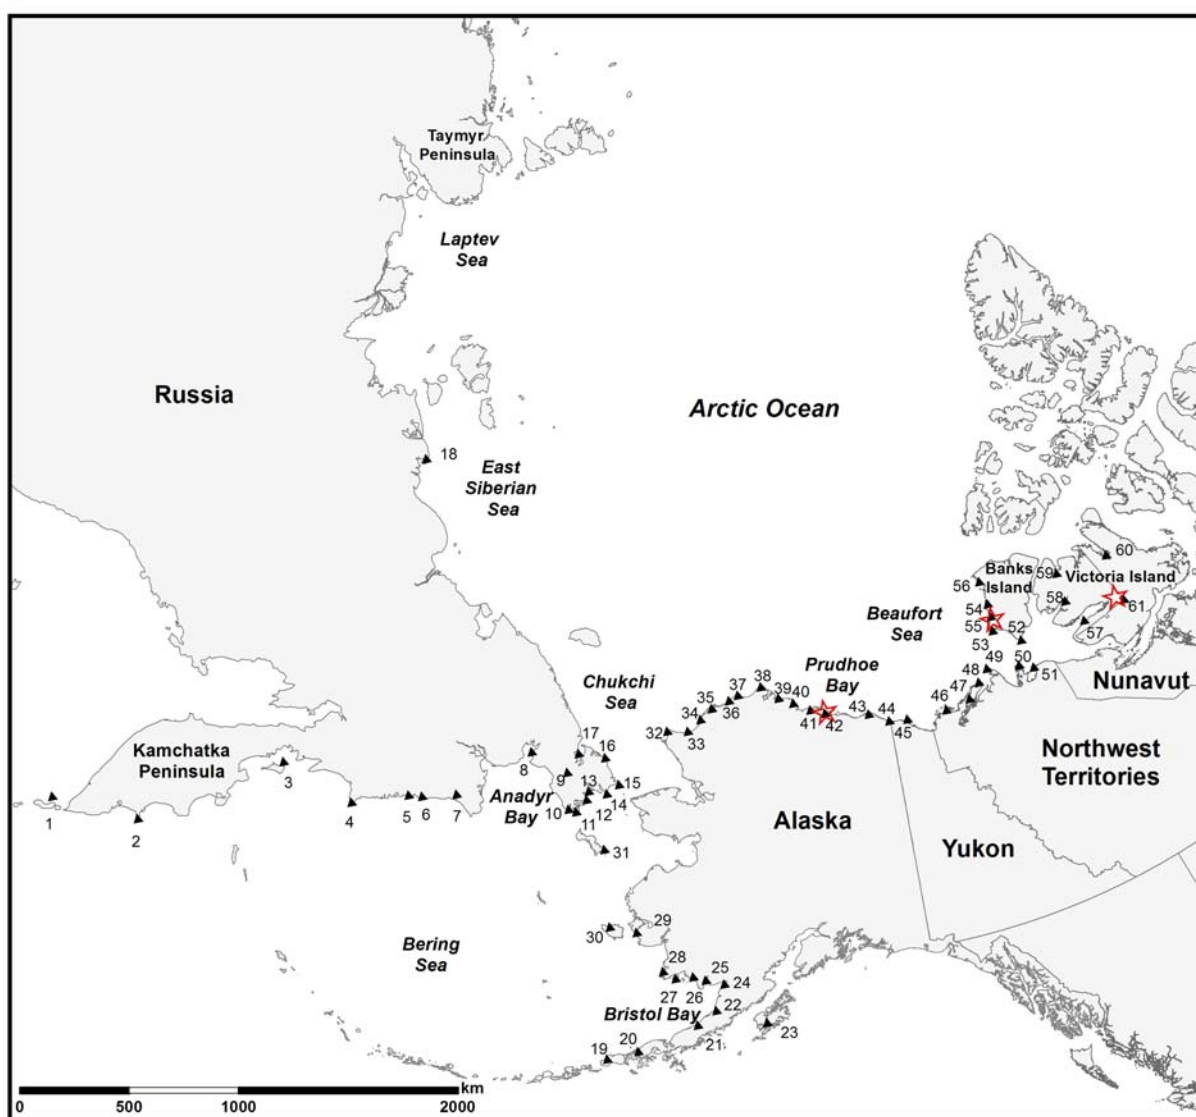 Taymyr
Peninsula
Laptev
Sea
Russia
Arctic Ocean
18
East
Siberian
Sea
60
Banks
Island
59
Victoria Island
56
58
61
54
Beaufort
Sea
55
52
53
57
Chukchi
Sea
Prudhoe
Bay
49
50
51
48
Nunavut
47
46
38
37
39
40
35
36
34
41
42
43
44
45
32
33
17
16
Kamchatka
Peninsula
3
8
9
13
15
Northwest
Territories
1
2
4
5
6
7
Anadyr
Bay
10
11
12
14
Alaska
Yukon
31
29
30
Bering
Sea
28
25
24
27
26
22
Bristol Bay
23
21
20
19
km
0
500
1000
2000